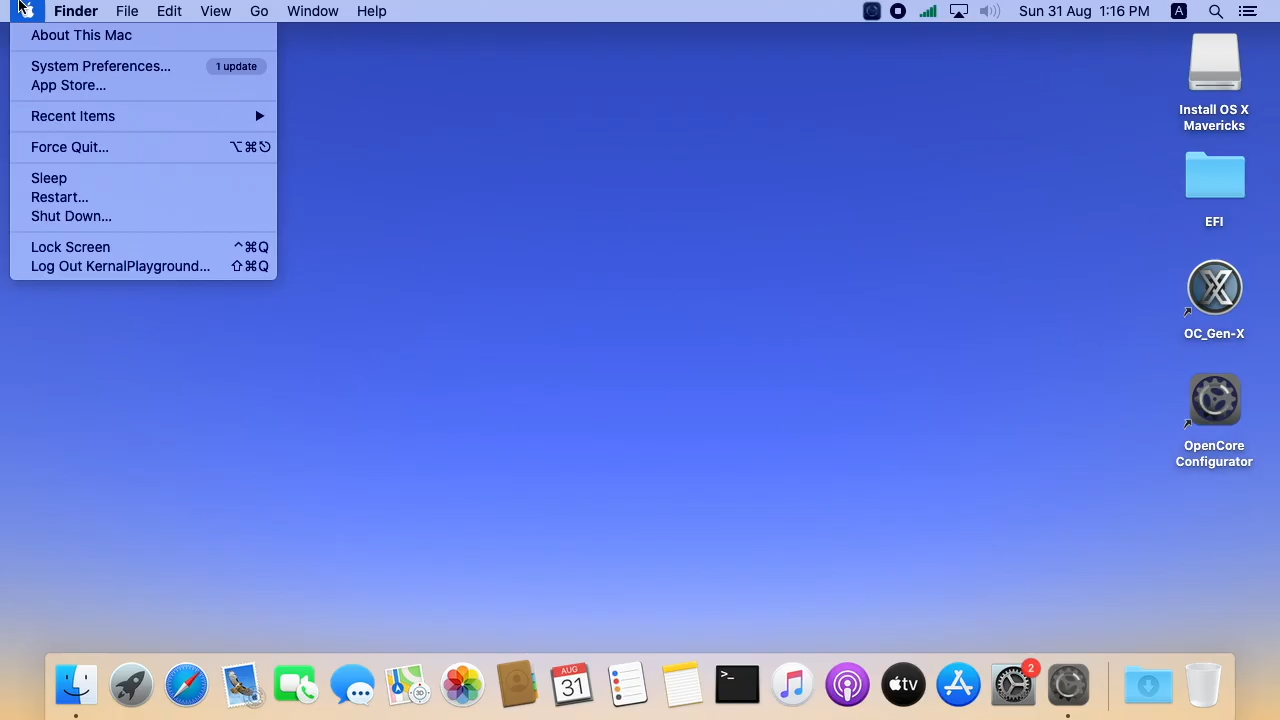 Finder File Edit View Go Window Help
Sun 31 Aug 1:16 PM A
About This Mac
System Preferences... 1 update
App Store...
Recent Items ▶
Force Quit... ⌥⌘⎋
Sleep
Restart...
Shut Down...
Lock Screen ^⌘Q
Log Out KernalPlayground... ⇧⌘Q
Install OS X
Mavericks
EFI
OC_Gen-X
OpenCore
Configurator
3D
AUG
31
>_
tv
2